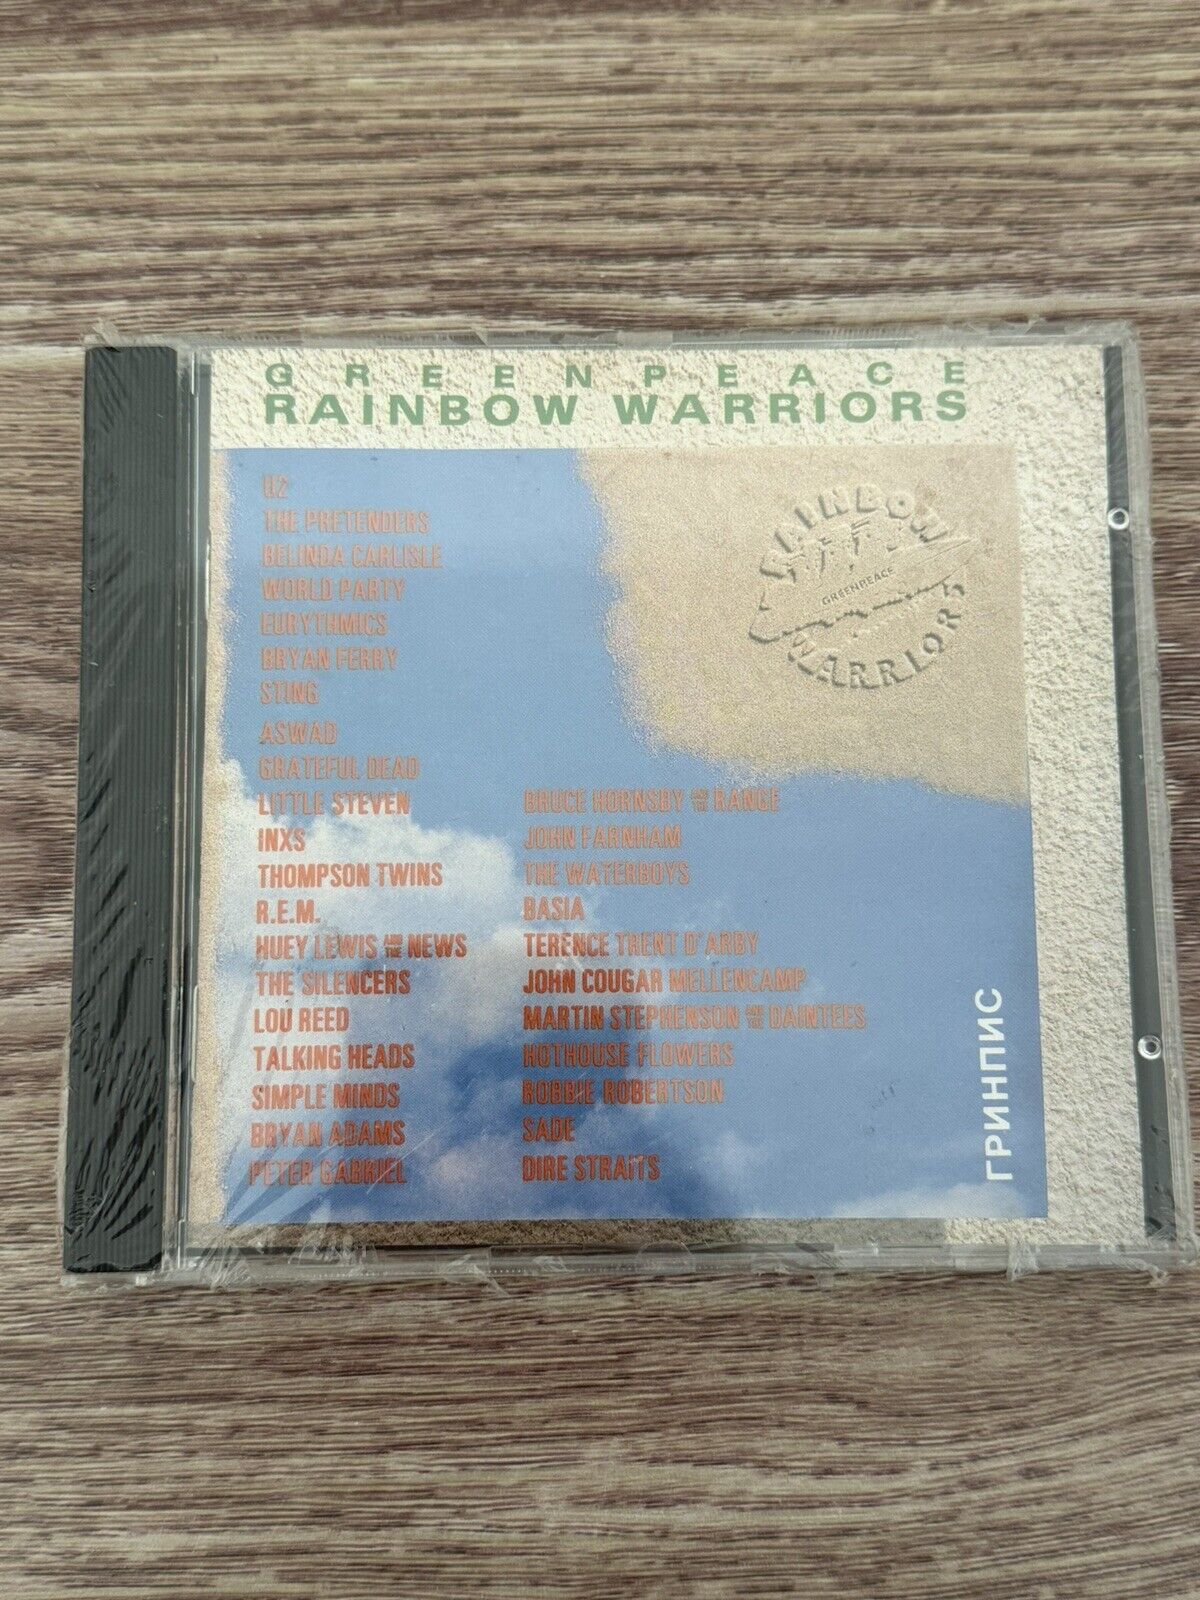 GREENPEACE
RAINBOW WARRIORS
U2
THE PRETENDERS
BELINDA CARLISLE
WORLD PARTY
EURYTHMICS
BRYAN FERRY
STING
ASWAD
GRATEFUL DEAD
LITTLE STEVEN
INXS
THOMPSON TWINS
R.E.M.
HUEY LEWIS AND THE NEWS
THE SILENCERS
LOU REED
TALKING HEADS
SIMPLE MINDS
BRYAN ADAMS
PETER GABRIEL
BRUCE HORNSBY AND THE RANGE
JOHN FARNHAM
THE WATERBOYS
BASIA
TERENCE TRENT D'ARBY
JOHN COUGAR MELLENCAMP
MARTIN STEPHENSON AND THE DAINTEES
HOTHOUSE FLOWERS
ROBBIE ROBERTSON
SADE
DIRE STRAITS
RAINBOW
GREENPEACE
WARRIORS
ГРИНПИС